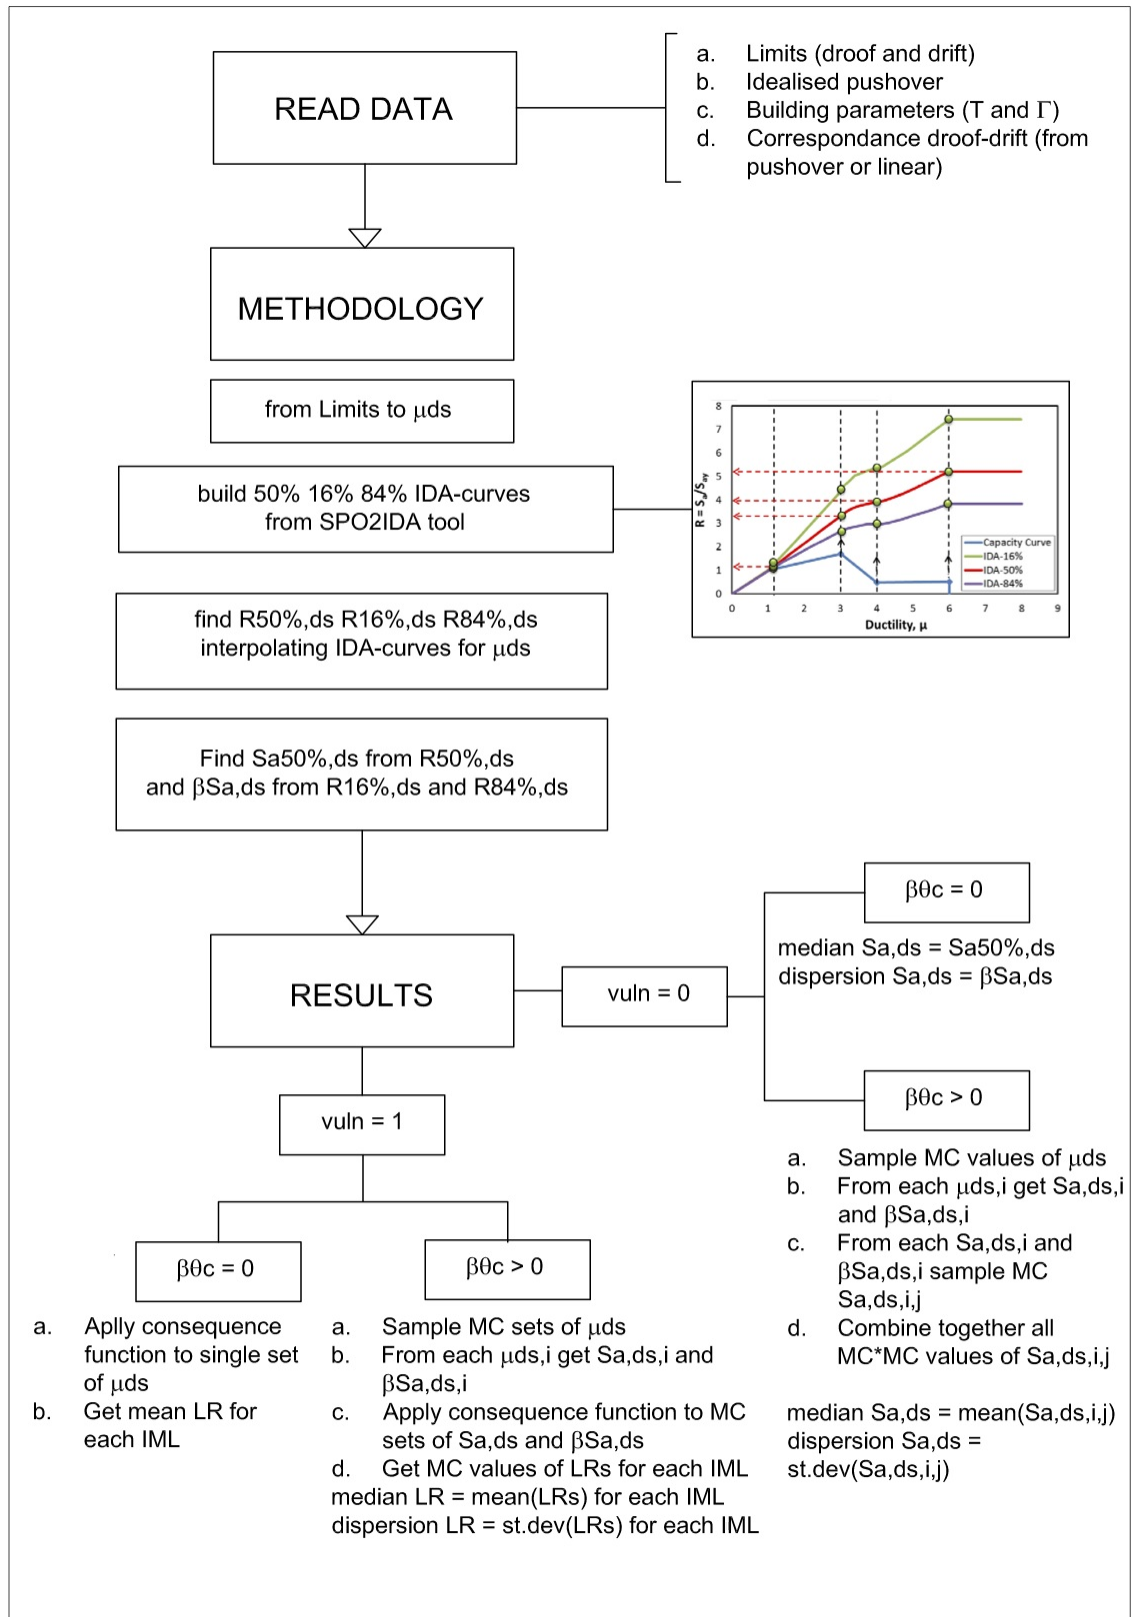 READ DATA
a. Limits (droof and drift)
b. Idealised pushover
c. Building parameters (T and Γ)
d. Correspondance droof-drift (from
pushover or linear)
METHODOLOGY
from Limits to μds
build 50% 16% 84% IDA-curves
from SPO2IDA tool
8
7
6
5
4
3
2
1
0
R = Sa/Say
0 1 2 3 4 5 6 7 8 9
Ductility, μ
Capacity Curve
IDA-16%
IDA-50%
IDA-84%
find R50%,ds R16%,ds R84%,ds
interpolating IDA-curves for μds
Find Sa50%,ds from R50%,ds
and βSa,ds from R16%,ds and R84%,ds
RESULTS
vuln = 0
βθc = 0
median Sa,ds = Sa50%,ds
dispersion Sa,ds = βSa,ds
βθc > 0
a. Sample MC values of μds
b. From each μds,i get Sa,ds,i
and βSa,ds,i
c. From each Sa,ds,i and
βSa,ds,i sample MC
Sa,ds,i,j
d. Combine together all
MC*MC values of Sa,ds,i,j
median Sa,ds = mean(Sa,ds,i,j)
dispersion Sa,ds =
st.dev(Sa,ds,i,j)
vuln = 1
βθc = 0
a. Aplly consequence
function to single set
of μds
b. Get mean LR for
each IML
βθc > 0
a. Sample MC sets of μds
b. From each μds,i get Sa,ds,i and
βSa,ds,i
c. Apply consequence function to MC
sets of Sa,ds and βSa,ds
d. Get MC values of LRs for each IML
median LR = mean(LRs) for each IML
dispersion LR = st.dev(LRs) for each IML